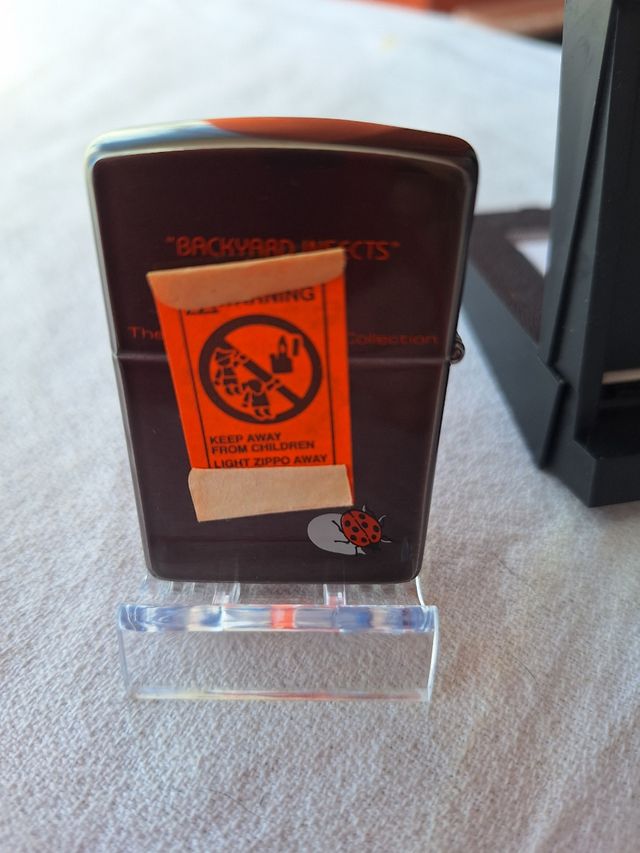 "BACKYARD INSECTS"
WARNING
The Collection
KEEP AWAY
FROM CHILDREN
LIGHT ZIPPO AWAY